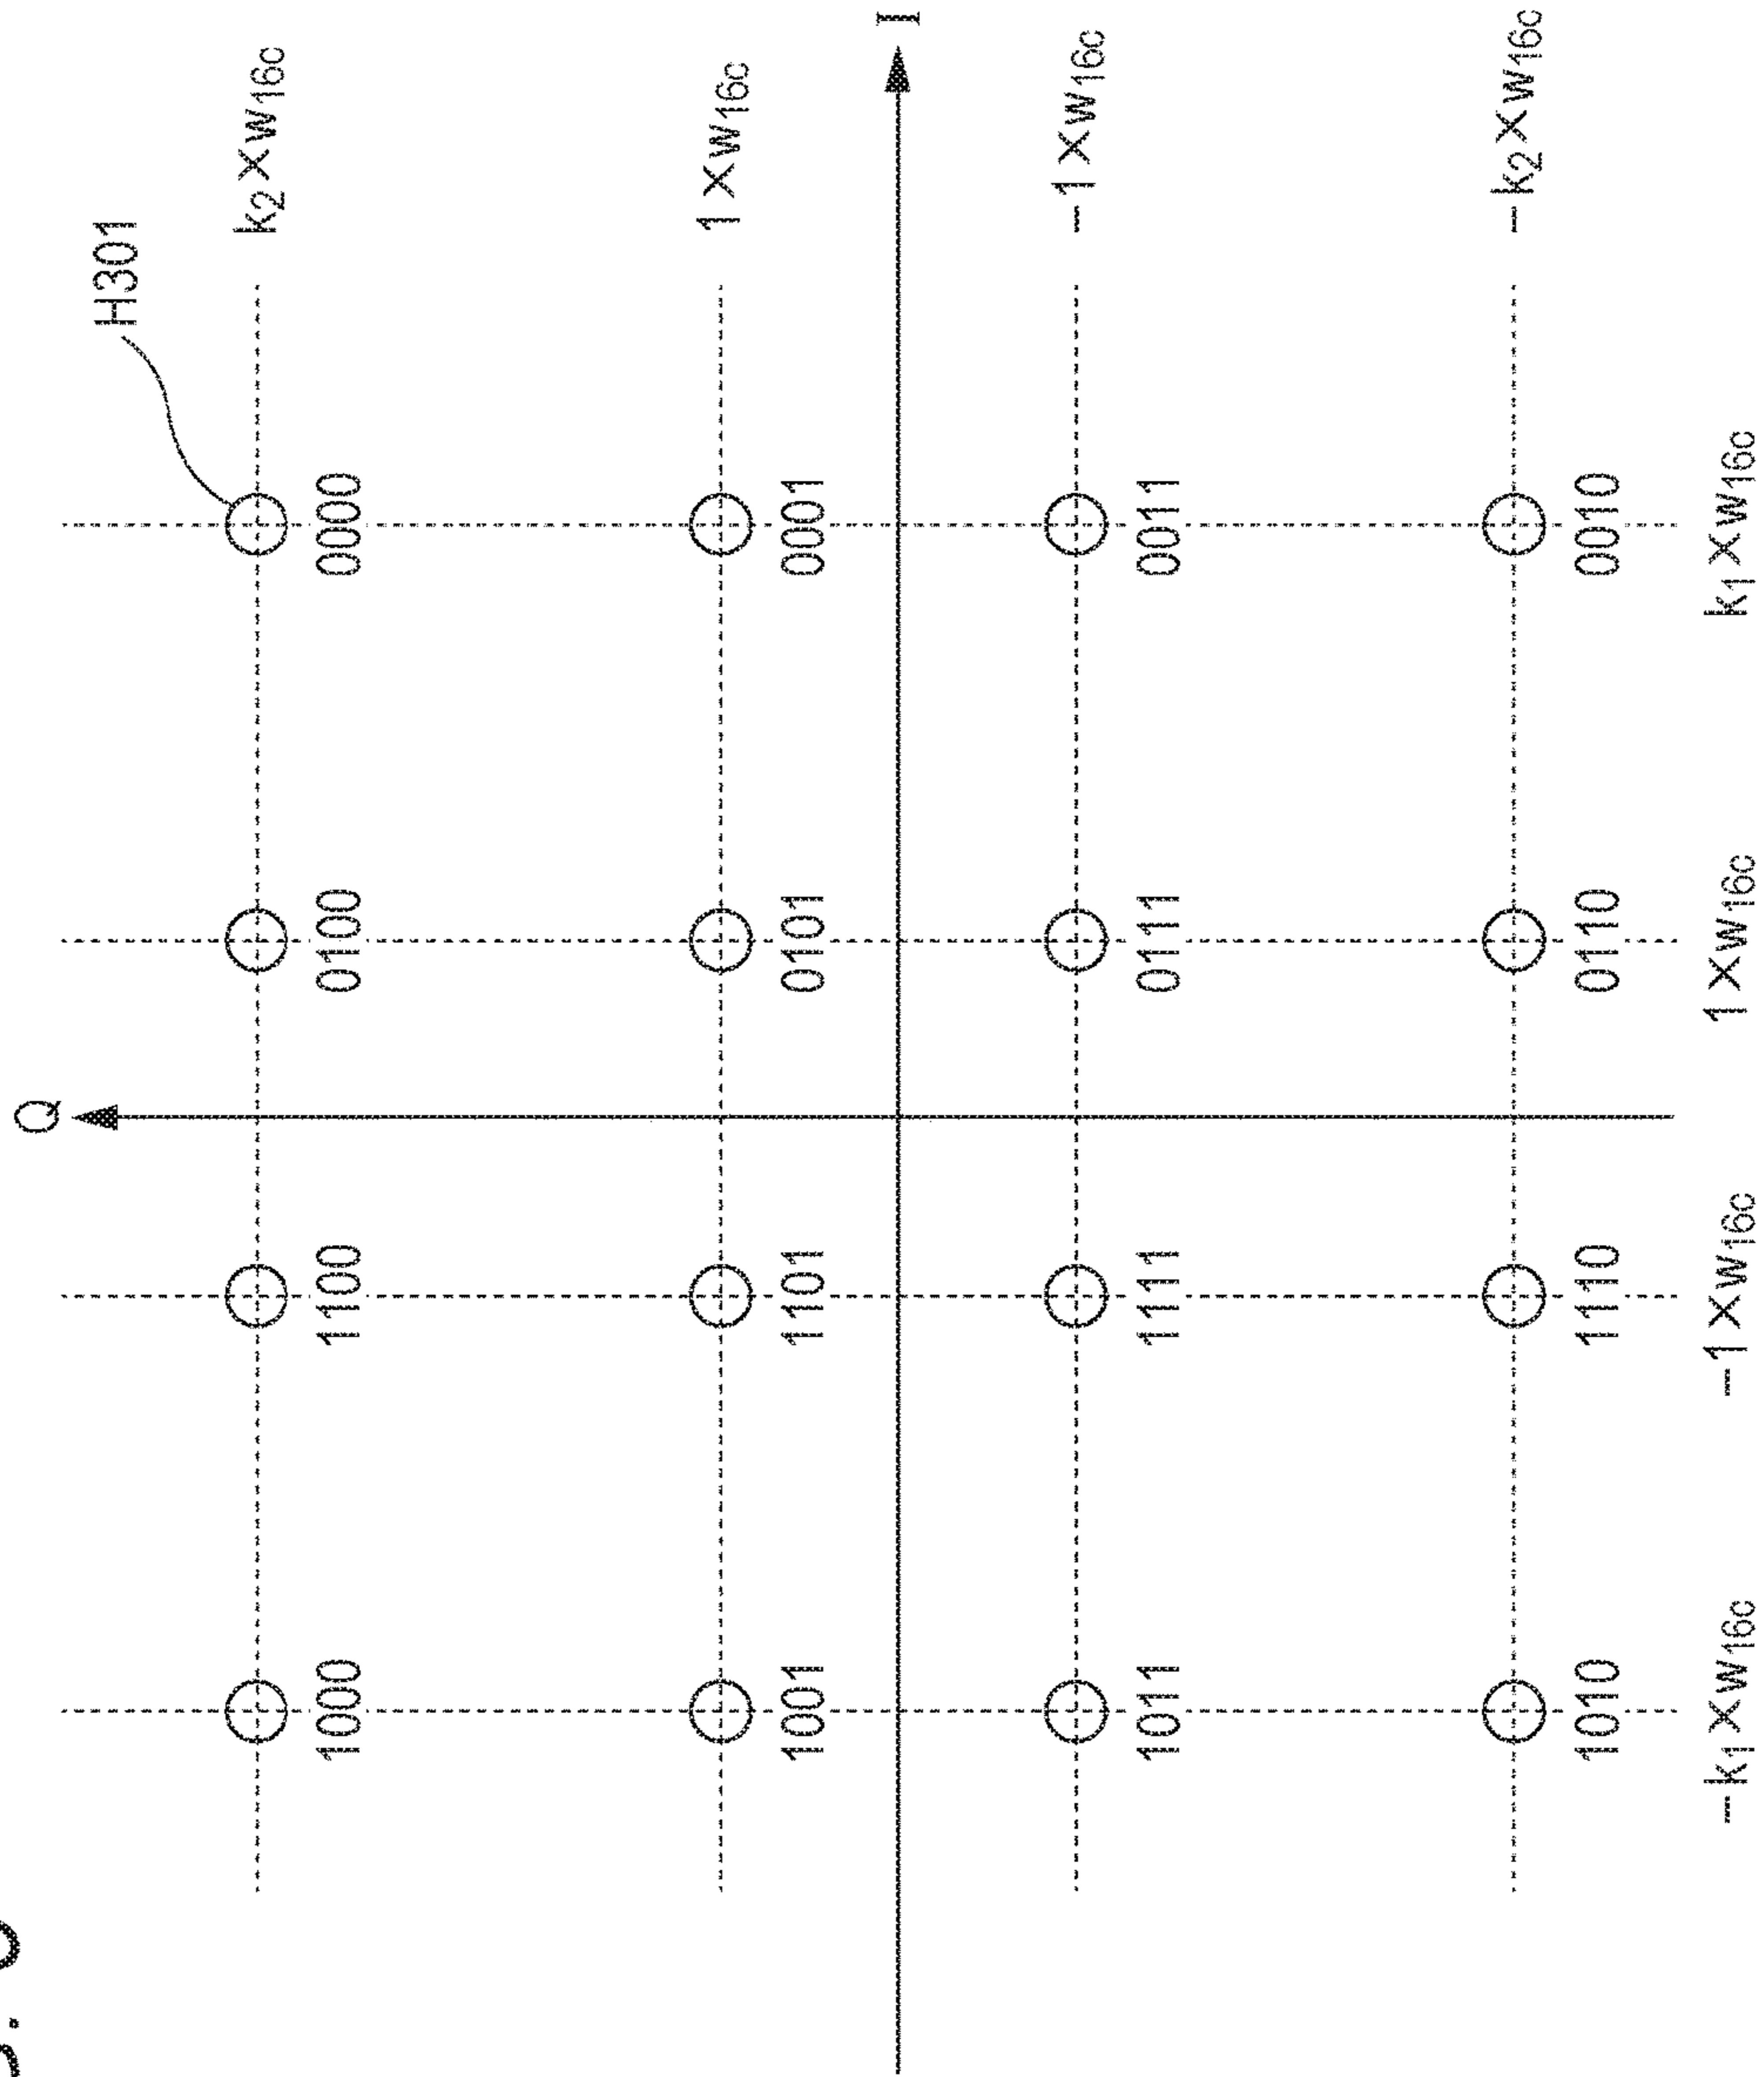 Q
H301
k₂×w₁₆c
1000 1100 0100 0000
1×w₁₆c
1001 1101 0101 0001
I
−1×w₁₆c
1011 1111 0111 0011
−k₂×w₁₆c
1010 1110 0110 0010
−k₁×w₁₆c −1×w₁₆c 1×w₁₆c k₁×w₁₆c